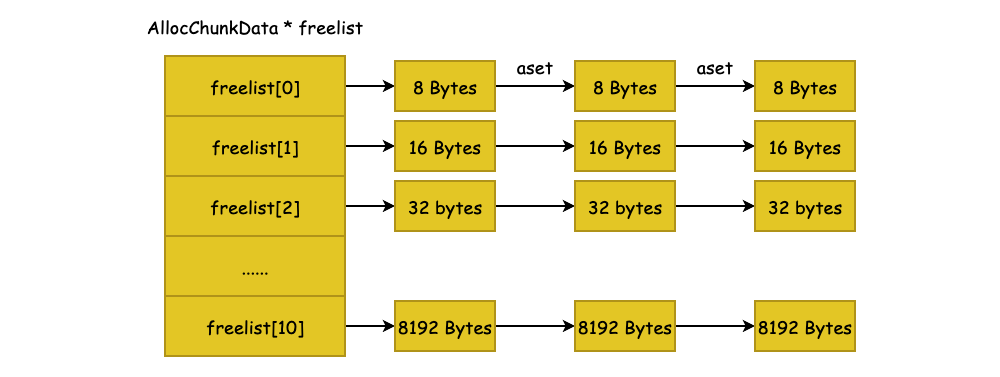 AllocChunkData * freelist
freelist[0]
8 Bytes
aset
8 Bytes
aset
8 Bytes
freelist[1]
16 Bytes
16 Bytes
16 Bytes
freelist[2]
32 bytes
32 bytes
32 bytes
......
freelist[10]
8192 Bytes
8192 Bytes
8192 Bytes